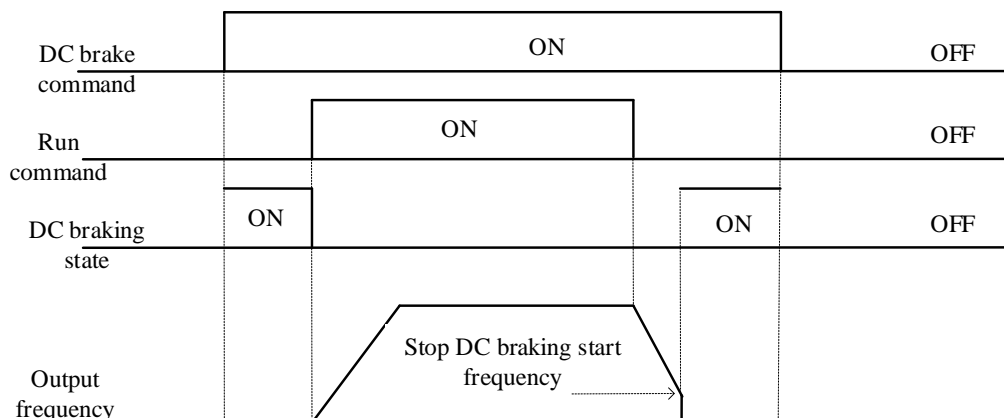 DC brake
command
ON
OFF
Run
command
ON
OFF
DC braking
state
ON
ON
OFF
Output
frequency
Stop DC braking start
frequency